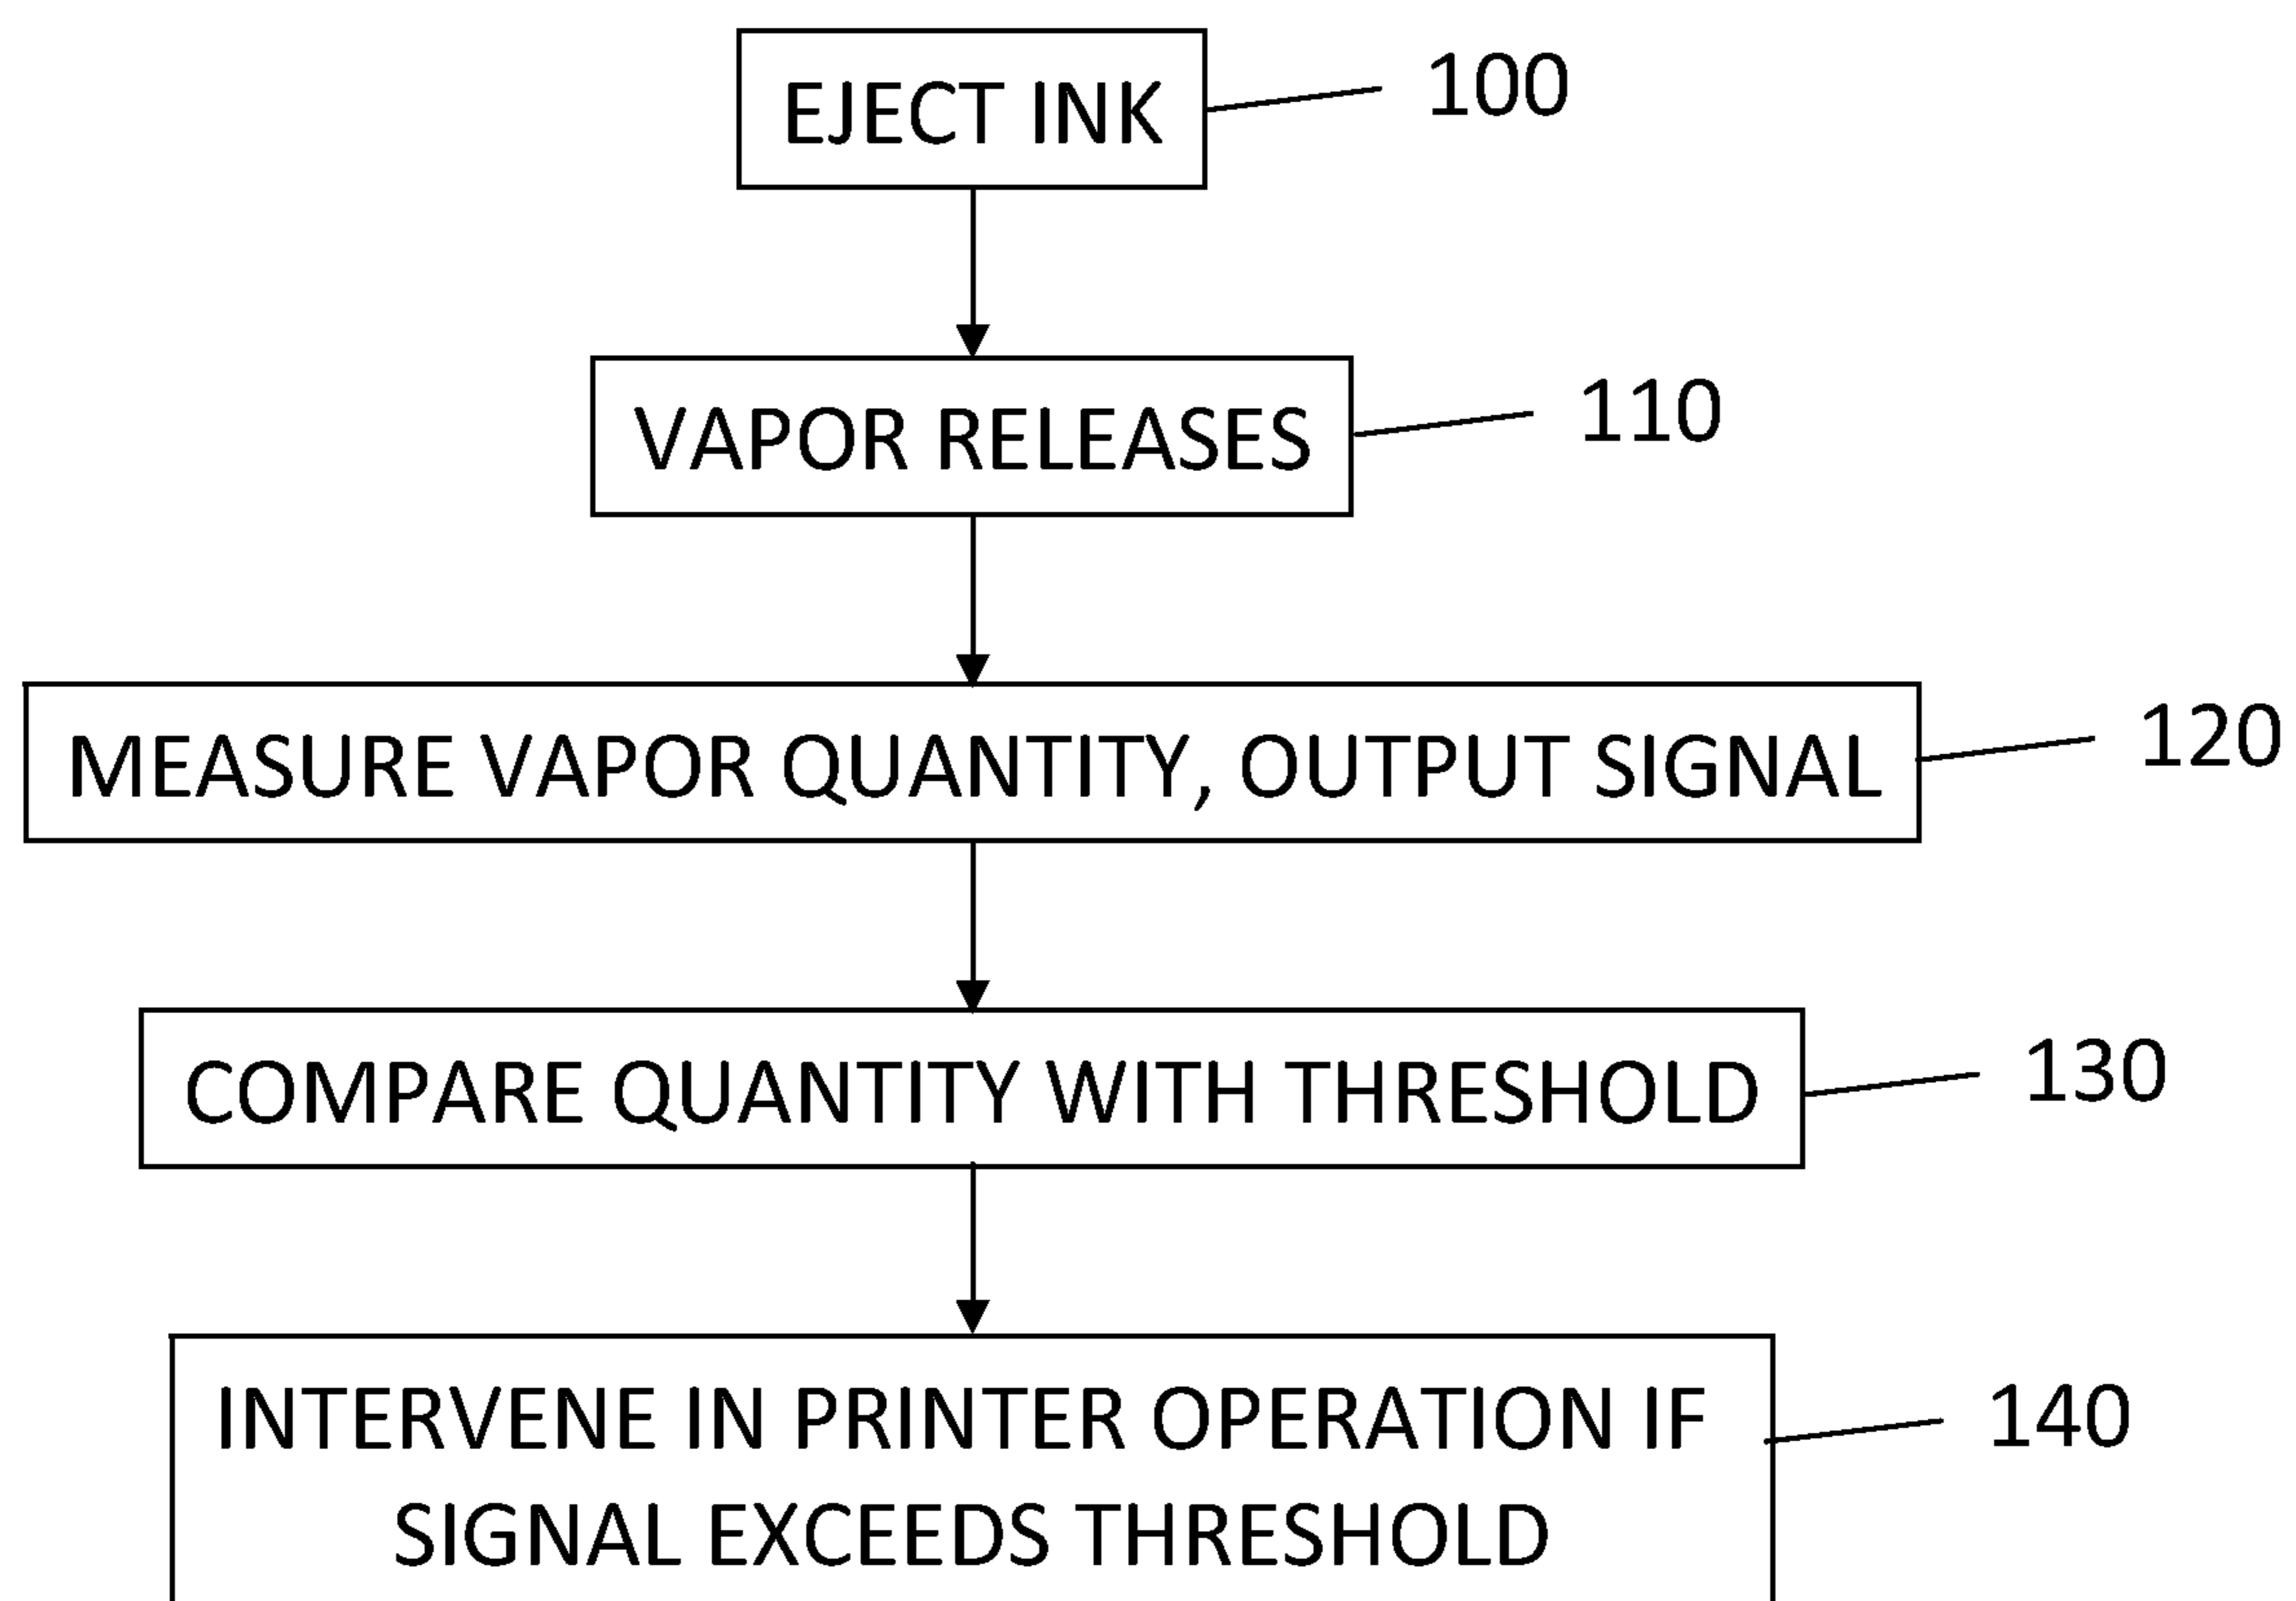 EJECT INK
100
VAPOR RELEASES
110
MEASURE VAPOR QUANTITY, OUTPUT SIGNAL
120
COMPARE QUANTITY WITH THRESHOLD
130
INTERVENE IN PRINTER OPERATION IF
SIGNAL EXCEEDS THRESHOLD
140